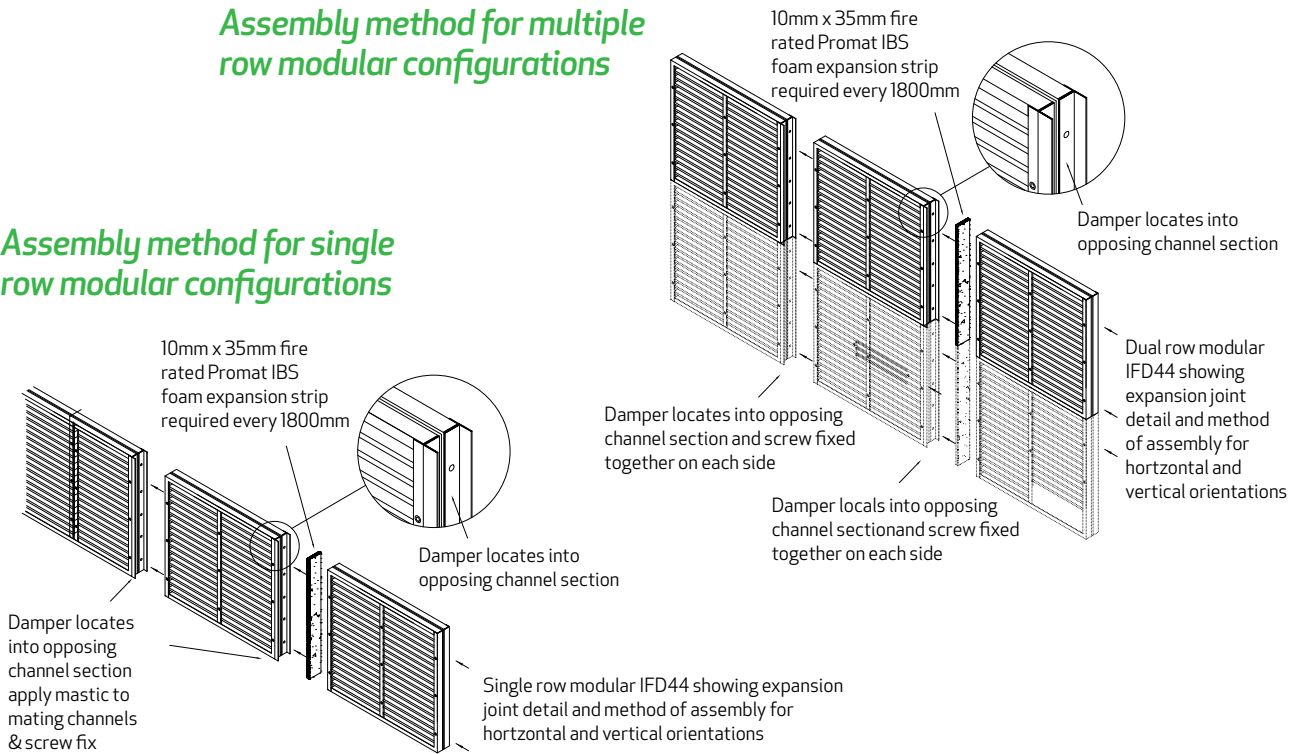 Assembly method for multiple
row modular configurations
10mm x 35mm fire
rated Promat IBS
foam expansion strip
required every 1800mm
Damper locates into
opposing channel section
Dual row modular
IFD44 showing
expansion joint
detail and method
of assembly for
hortzontal and
vertical orientations
Damper locates into opposing
channel section and screw fixed
together on each side
Damper locals into opposing
channel sectionand screw fixed
together on each side
Assembly method for single
row modular configurations
10mm x 35mm fire
rated Promat IBS
foam expansion strip
required every 1800mm
Damper locates into
opposing channel section
Damper locates
into opposing
channel section
apply mastic to
mating channels
& screw fix
Single row modular IFD44 showing expansion
joint detail and method of assembly for
hortzontal and vertical orientations